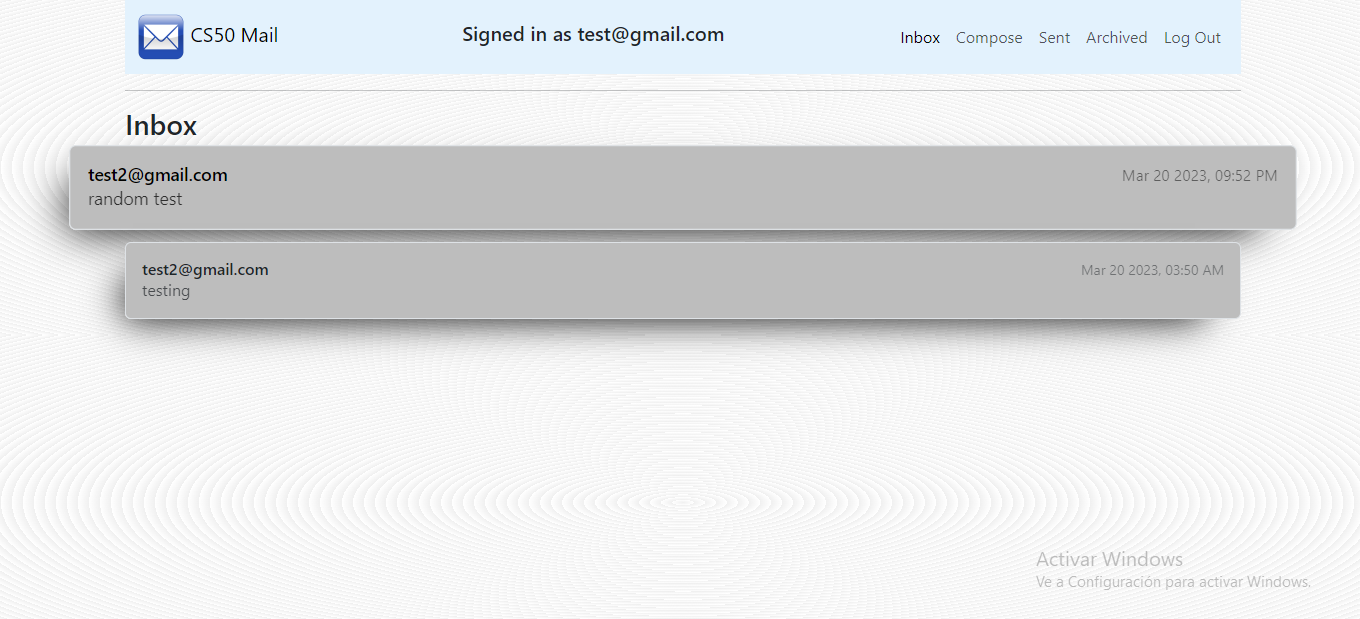 CS50 Mail
Signed in as test@gmail.com
Inbox Compose Sent Archived Log Out
Inbox
test2@gmail.com Mar 20 2023, 09:52 PM
random test
test2@gmail.com Mar 20 2023, 03:50 AM
testing
Activar Windows
Ve a Configuración para activar Windows.